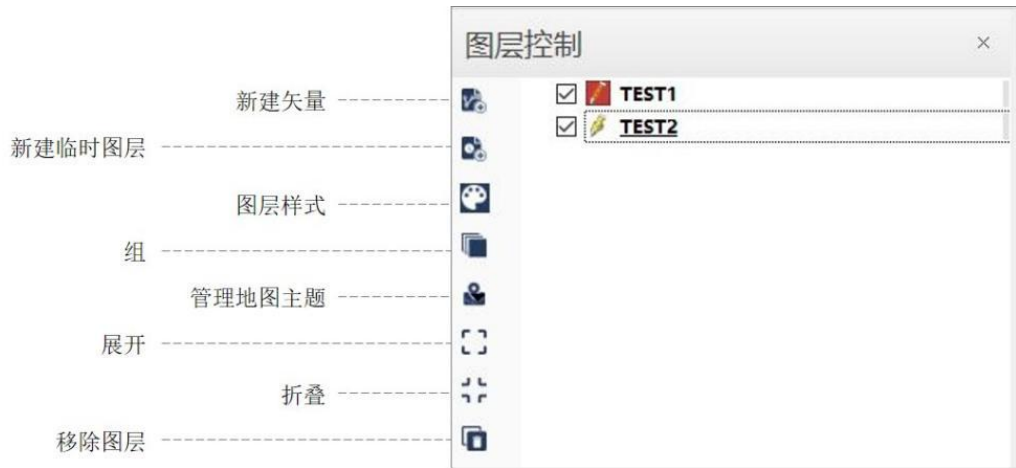 图层控制
新建矢量
TEST1
TEST2
新建临时图层
图层样式
组
管理地图主题
展开
折叠
移除图层